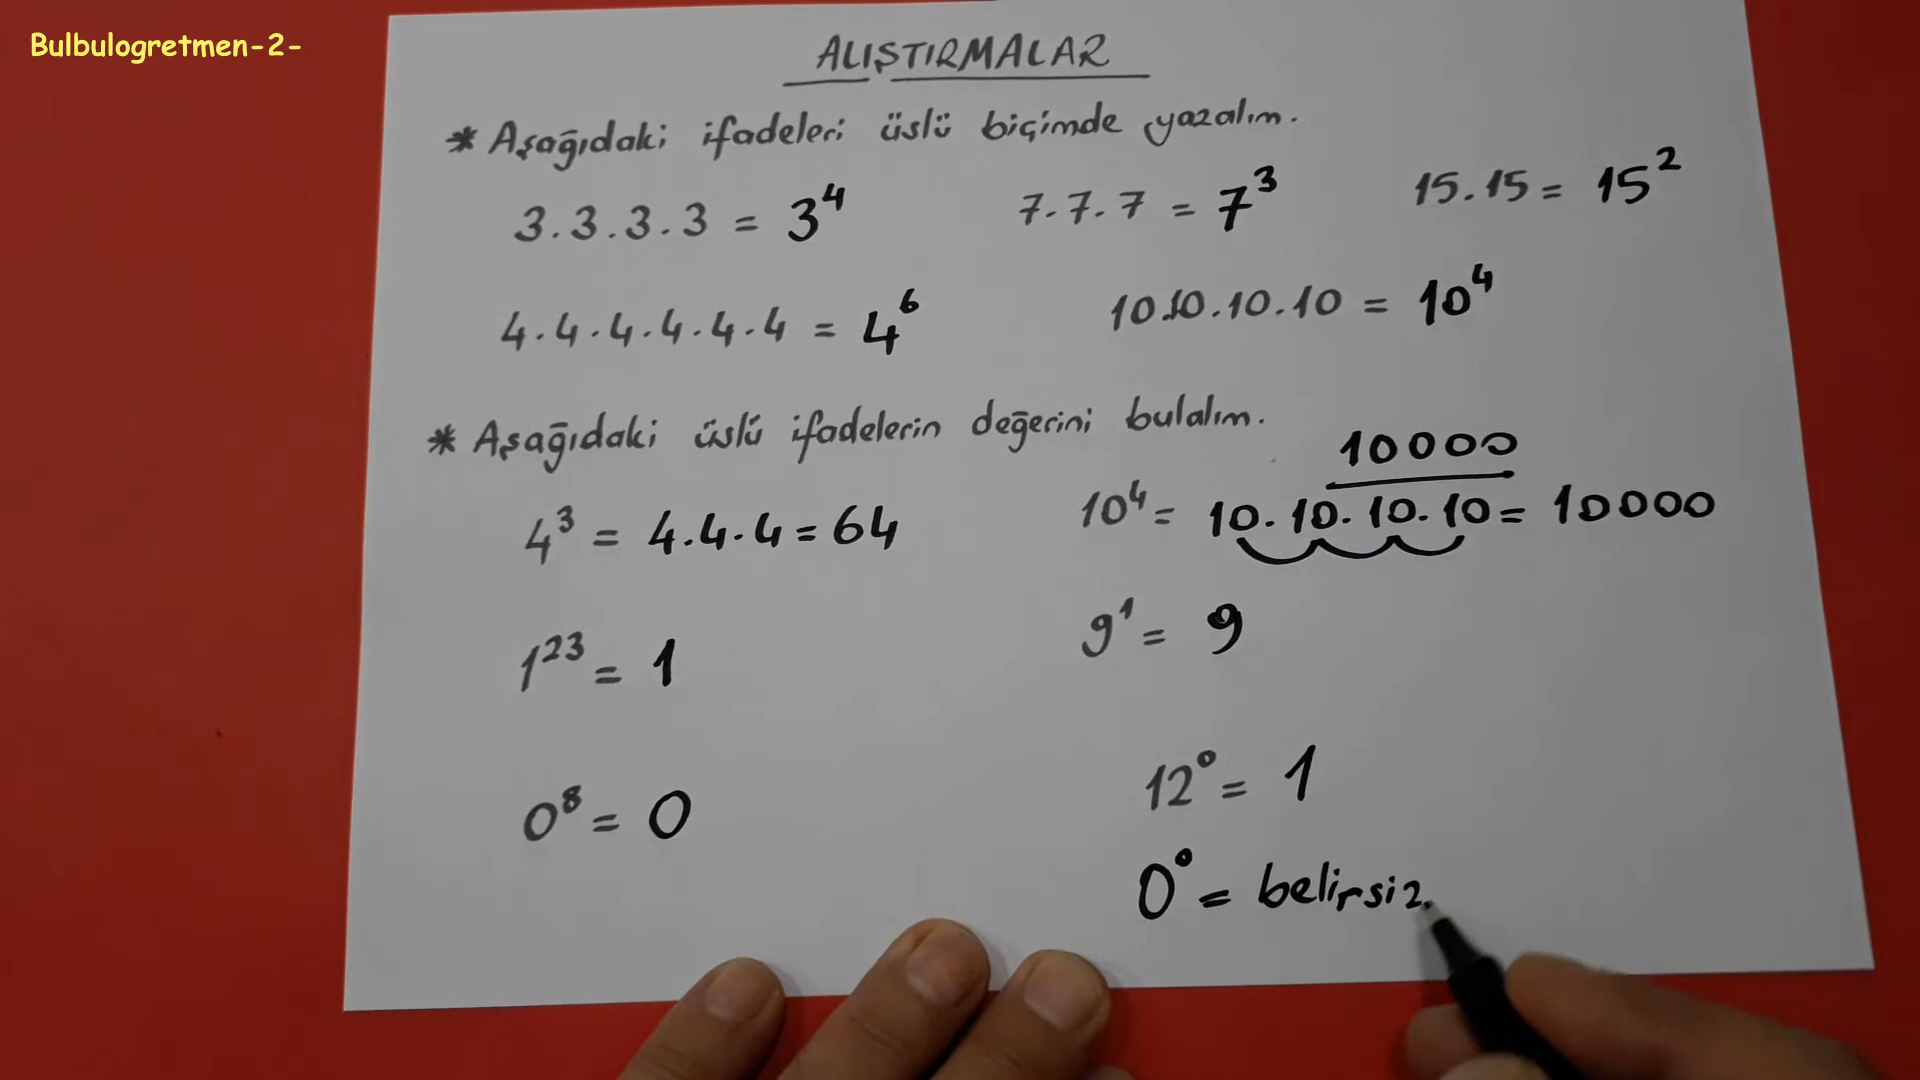 Bulbulogretmen-2-
ALIŞTIRMALAR
* Aşağıdaki ifadeleri üslü biçimde yazalım.
3.3.3.3 = 3⁴ 7.7.7 = 7³ 15.15 = 15²
4.4.4.4.4.4 = 4⁶ 10.10.10.10 = 10⁴
* Aşağıdaki üslü ifadelerin değerini bulalım.
10000
4³ = 4.4.4 = 64 10⁴ = 10.10.10.10 = 10000
1²³ = 1 9¹ = 9
0⁸ = 0 12⁰ = 1
0⁰ = belirsiz